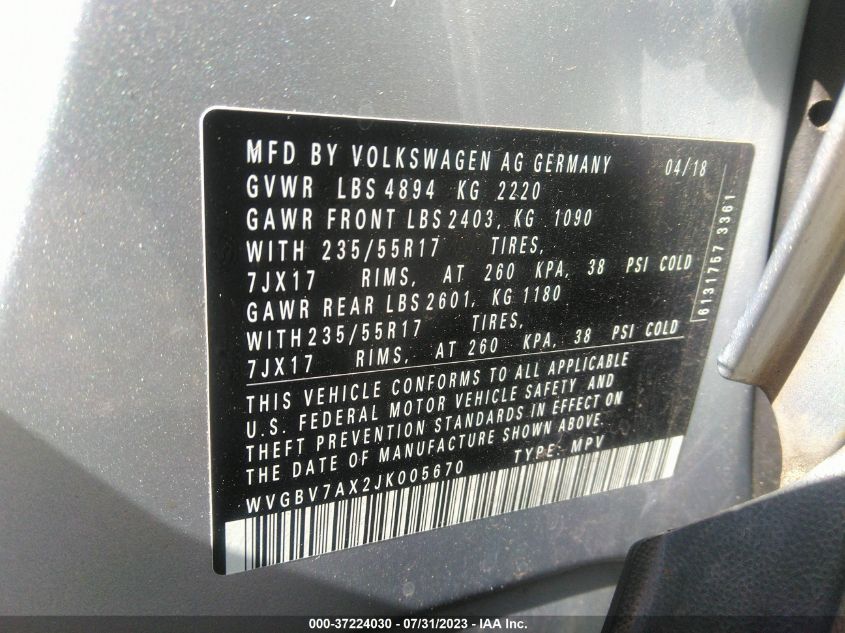 MFD BY VOLKSWAGEN AG GERMANY 04/18
GVWR LBS 4894 KG 2220
GAWR FRONT LBS 2403, KG 1090
WITH 235/55R17 TIRES,
7JX17 RIMS, AT 260 KPA, 38 PSI COLD
GAWR REAR LBS 2601, KG 1180
WITH 235/55R17 TIRES,
7JX17 RIMS, AT 260 KPA, 38 PSI COLD
THIS VEHICLE CONFORMS TO ALL APPLICABLE
U.S. FEDERAL MOTOR VEHICLE SAFETY AND
THEFT PREVENTION STANDARDS IN EFFECT ON
THE DATE OF MANUFACTURE SHOWN ABOVE.
WVGBV7AX2JK005670 TYPE: MPV
6131767 3361
000-37224030 - 07/31/2023 - © IAA Inc.